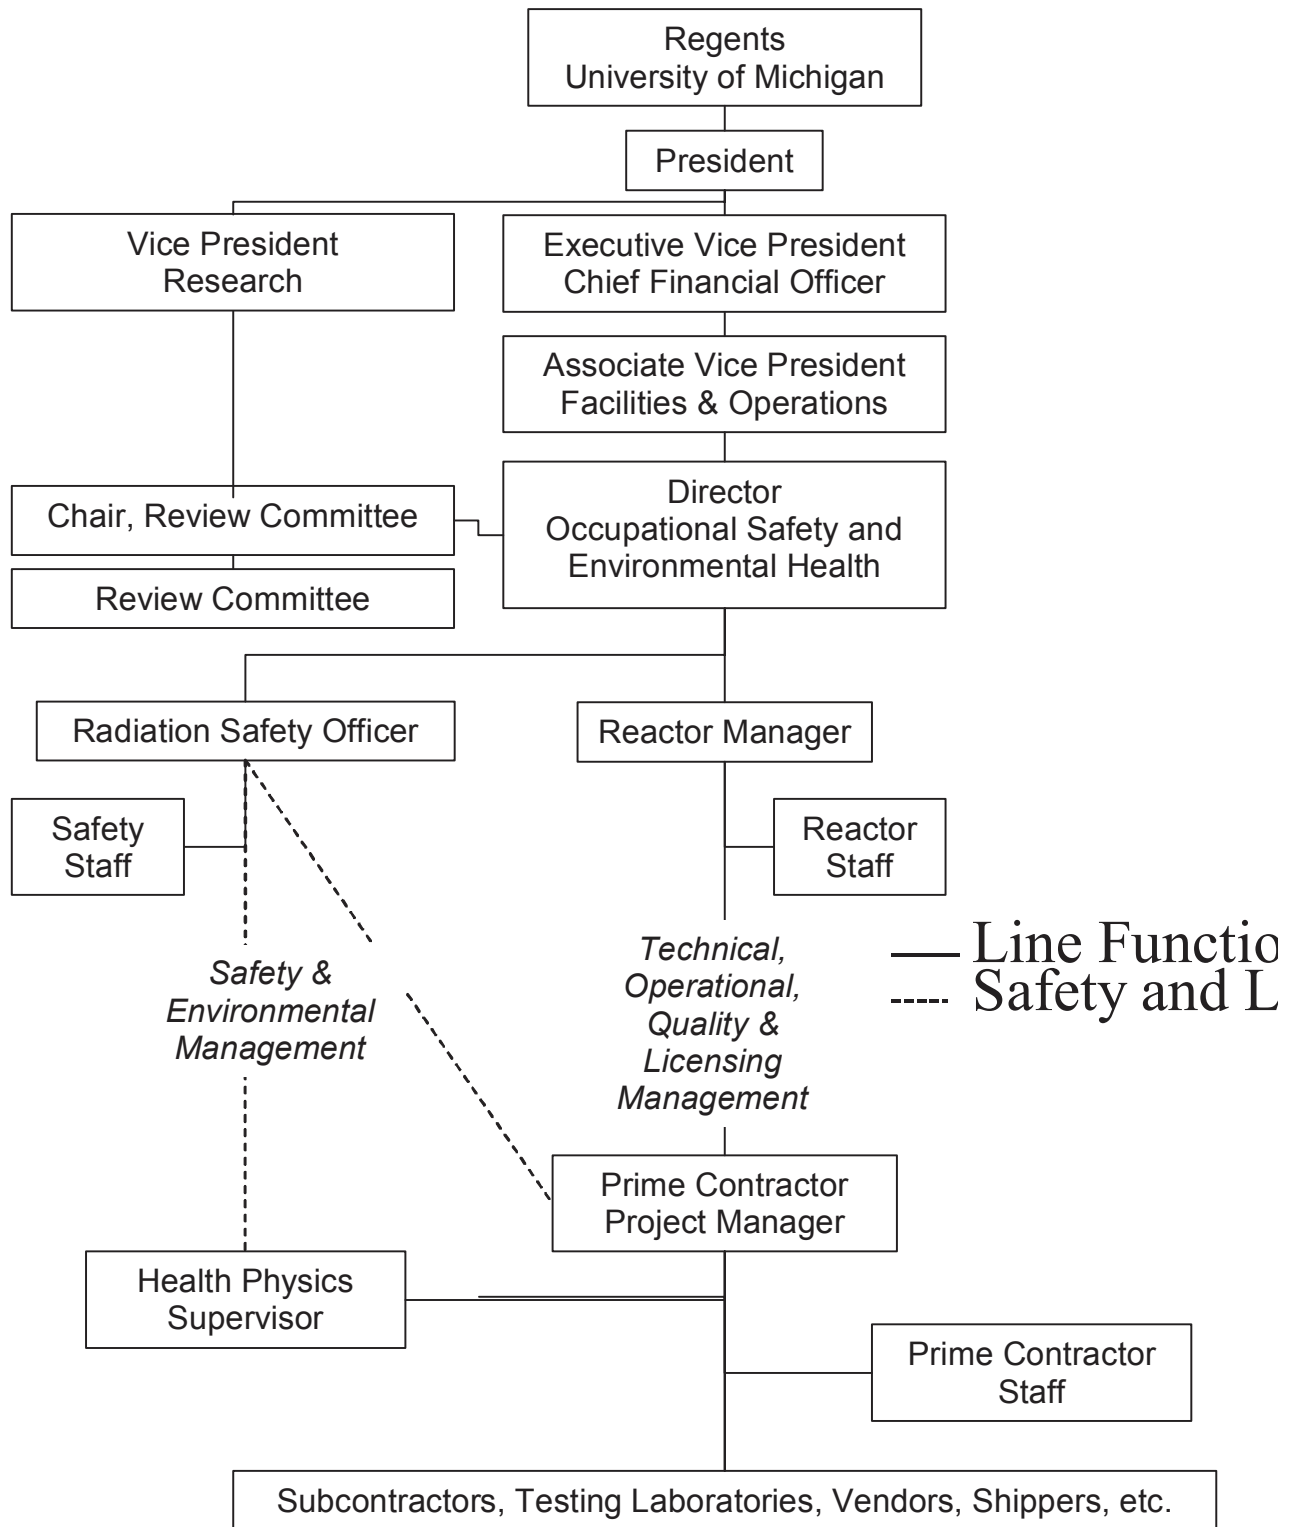 Regents
University of Michigan
President
Vice President
Research
Executive Vice President
Chief Financial Officer
Associate Vice President
Facilities & Operations
Director
Occupational Safety and
Environmental Health
Chair, Review Committee
Review Committee
Radiation Safety Officer
Reactor Manager
Safety
Staff
Reactor
Staff
Safety &
Environmental
Management
Technical,
Operational,
Quality &
Licensing
Management
Line Functio
Safety and L
Prime Contractor
Project Manager
Health Physics
Supervisor
Prime Contractor
Staff
Subcontractors, Testing Laboratories, Vendors, Shippers, etc.